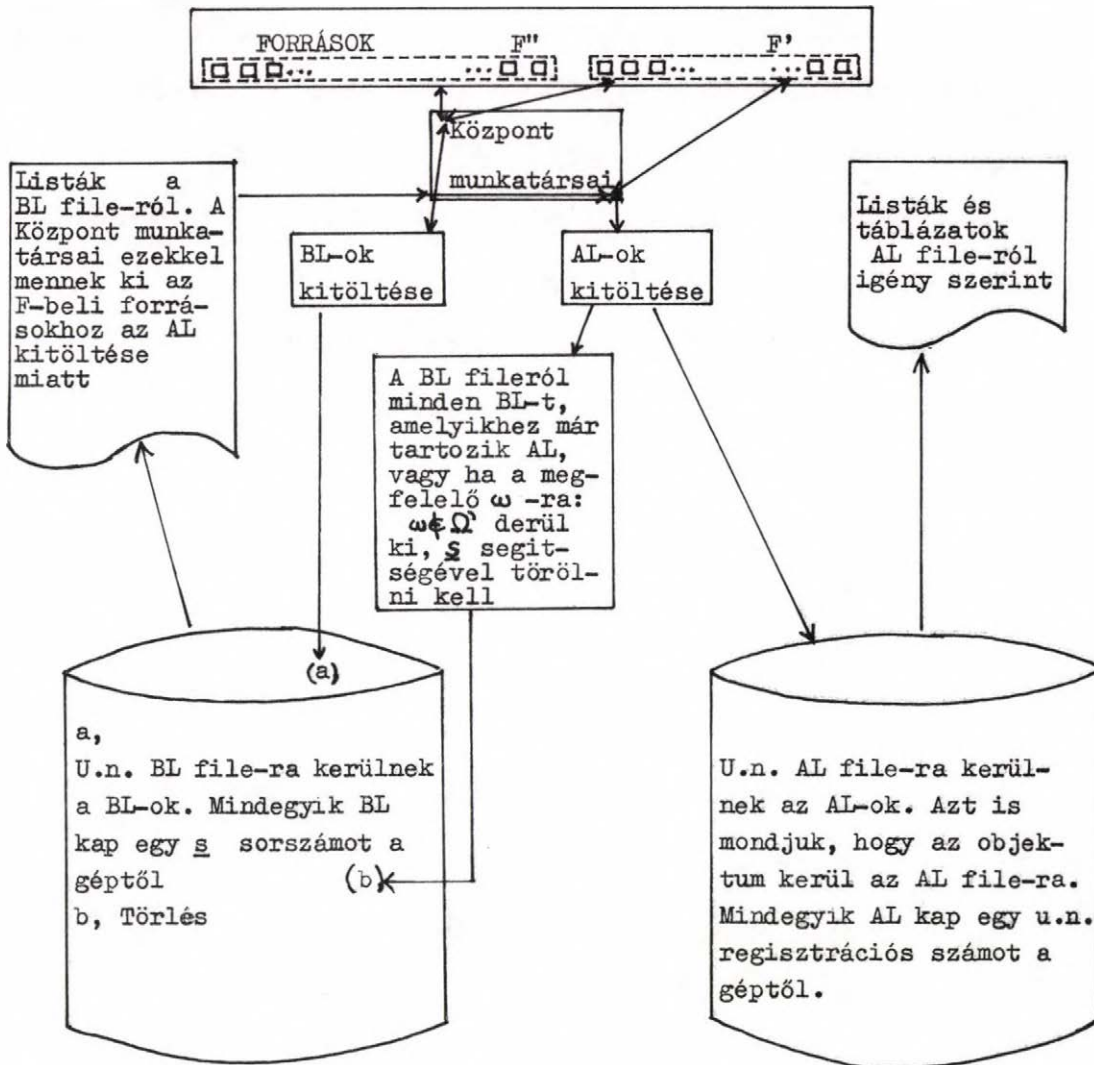 FORRÁSOK F" F'
... ... ... ...
Központ
munkatársai
Listák a
BL file-ról. A
Központ munka-
társai ezekkel
mennek ki az
F-beli forrá-
sokhoz az AL
kitöltése
miatt
BL-ok
kitöltése
AL-ok
kitöltése
Listák és
táblázatok
AL file-ról
igény szerint
A BL fileról
minden BL-t,
amelyikhez már
tartozik AL,
vagy ha a meg-
felelő ω -ra:
ω∉Ω' derül
ki, s segit-
ségével töröl-
ni kell
(a)
a,
U.n. BL file-ra kerülnek
a BL-ok. Mindegyik BL
kap egy s sorszámot a
géptől (b)
b, Törlés
U.n. AL file-ra kerül-
nek az AL-ok. Azt is
mondjuk, hogy az objek-
tum kerül az AL file-ra.
Mindegyik AL kap egy u.n.
regisztrációs számot a
géptől.